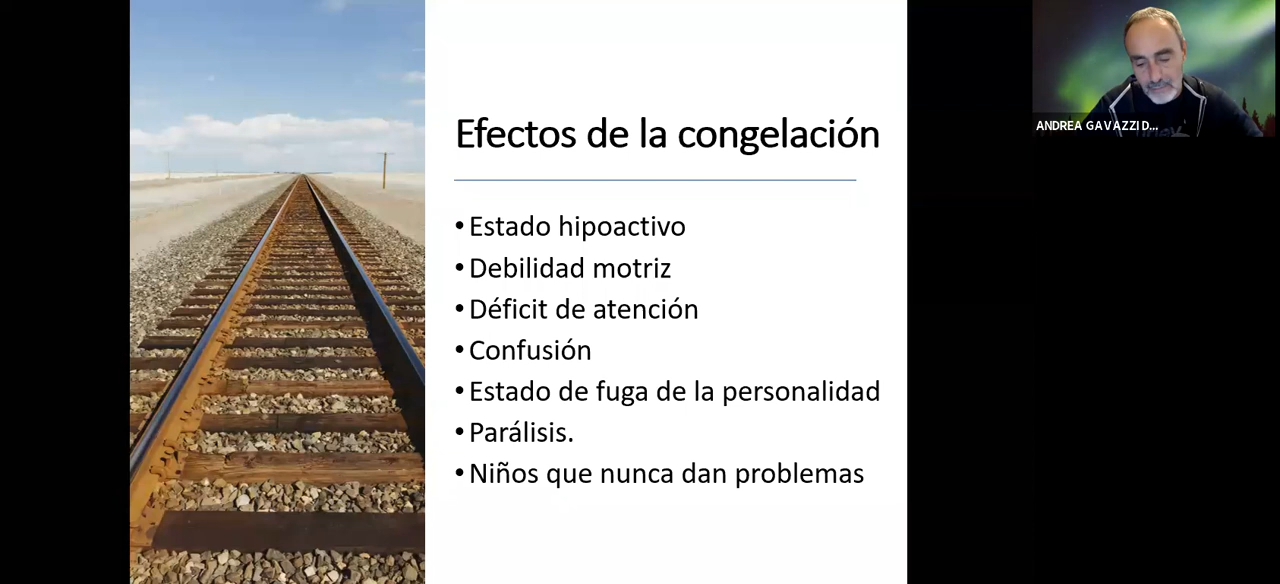 Efectos de la congelación
•Estado hipoactivo
•Debilidad motriz
•Déficit de atención
•Confusión
•Estado de fuga de la personalidad
•Parálisis.
•Niños que nunca dan problemas
ANDREA GAVAZZI D...